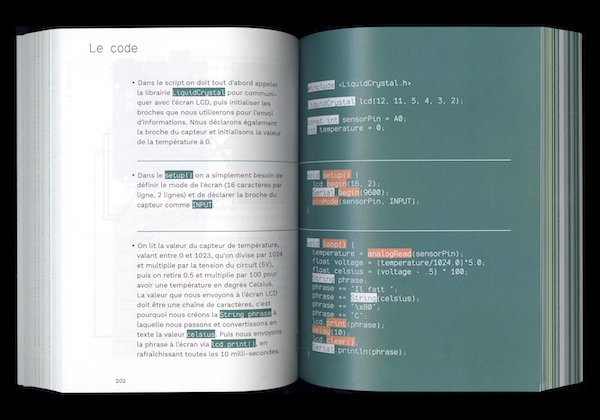 Le code
• Dans le script on doit tout d'abord appeler
la librairie LiquidCrystal pour communi-
quer avec l'écran LCD, puis initialiser les
broches que nous utiliserons pour l'envoi
d'informations. Nous déclarons également
la broche du capteur et initialisons la valeur
de la température à 0.
• Dans le setup() on a simplement besoin de
définir le mode de l'écran (16 caractères par
ligne, 2 lignes) et de déclarer la broche du
capteur comme INPUT
• On lit la valeur du capteur de température,
valant entre 0 et 1023, qu'on divise par 1024
et multiplie par la tension du circuit (5V),
puis on retire 0.5 et multiplie par 100 pour
avoir une température en degrés Celsius.
La valeur que nous envoyons à l'écran LCD
doit être une chaîne de caractères, c'est
pourquoi nous créons la String phrase à
laquelle nous passons et convertissons en
texte la valeur celsius. Puis nous envoyons
la phrase à l'écran via lcd.print(), en
rafraîchissant toutes les 10 milli-secondes.
202
#include <LiquidCrystal.h>
LiquidCrystal lcd(12, 11, 5, 4, 3, 2);
const int sensorPin = A0;
int temperature = 0;
void setup() {
lcd.begin(16, 2);
Serial.begin(9600);
pinMode(sensorPin, INPUT);
}
void loop() {
temperature = analogRead(sensorPin);
float voltage = (temperature/1024.0)*5.0;
float celsius = (voltage - .5) * 100;
String phrase;
phrase += "Il fait ";
phrase += String(celsius);
phrase += "\xB0";
phrase += "C";
lcd.print(phrase);
delay(10);
lcd.clear();
Serial.println(phrase);
}